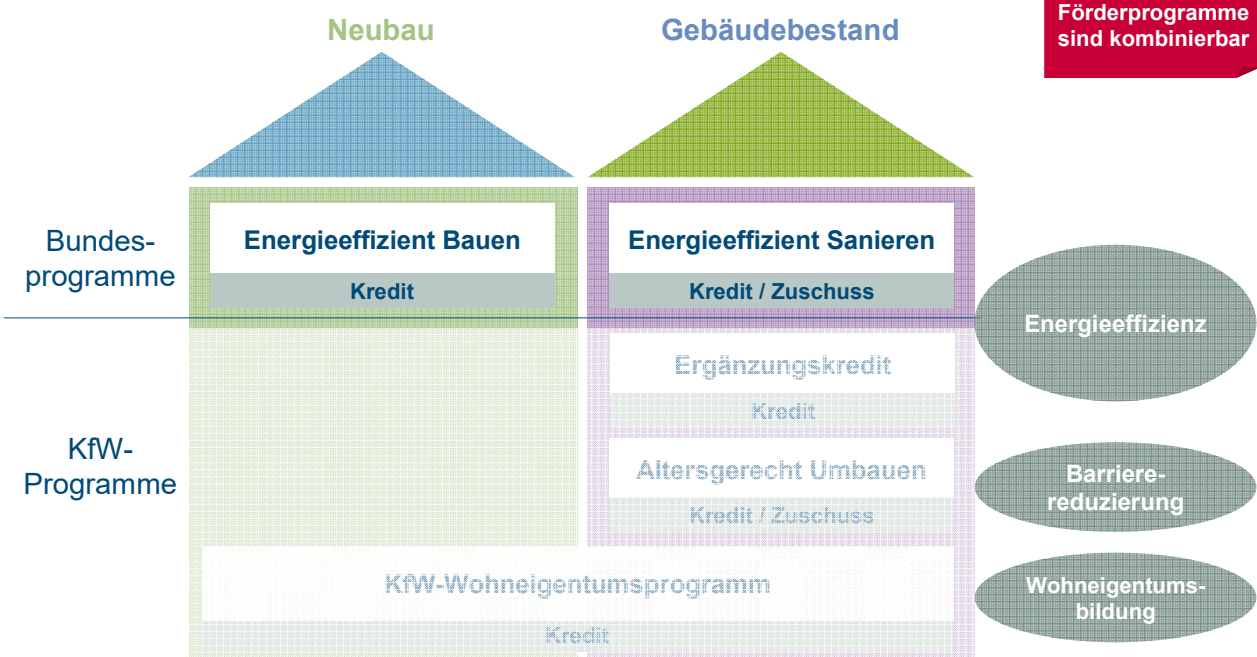 Neubau
Gebäudebestand
Förderprogramme
sind kombinierbar
Bundes-
programme
Energieeffizient Bauen
Kredit
Energieeffizient Sanieren
Kredit / Zuschuss
Energieeffizienz
KfW-
Programme
Ergänzungskredit
Kredit
Altersgerecht Umbauen
Kredit / Zuschuss
Barriere-
reduzierung
KfW-Wohneigentumsprogramm
Kredit
Wohneigentums-
bildung